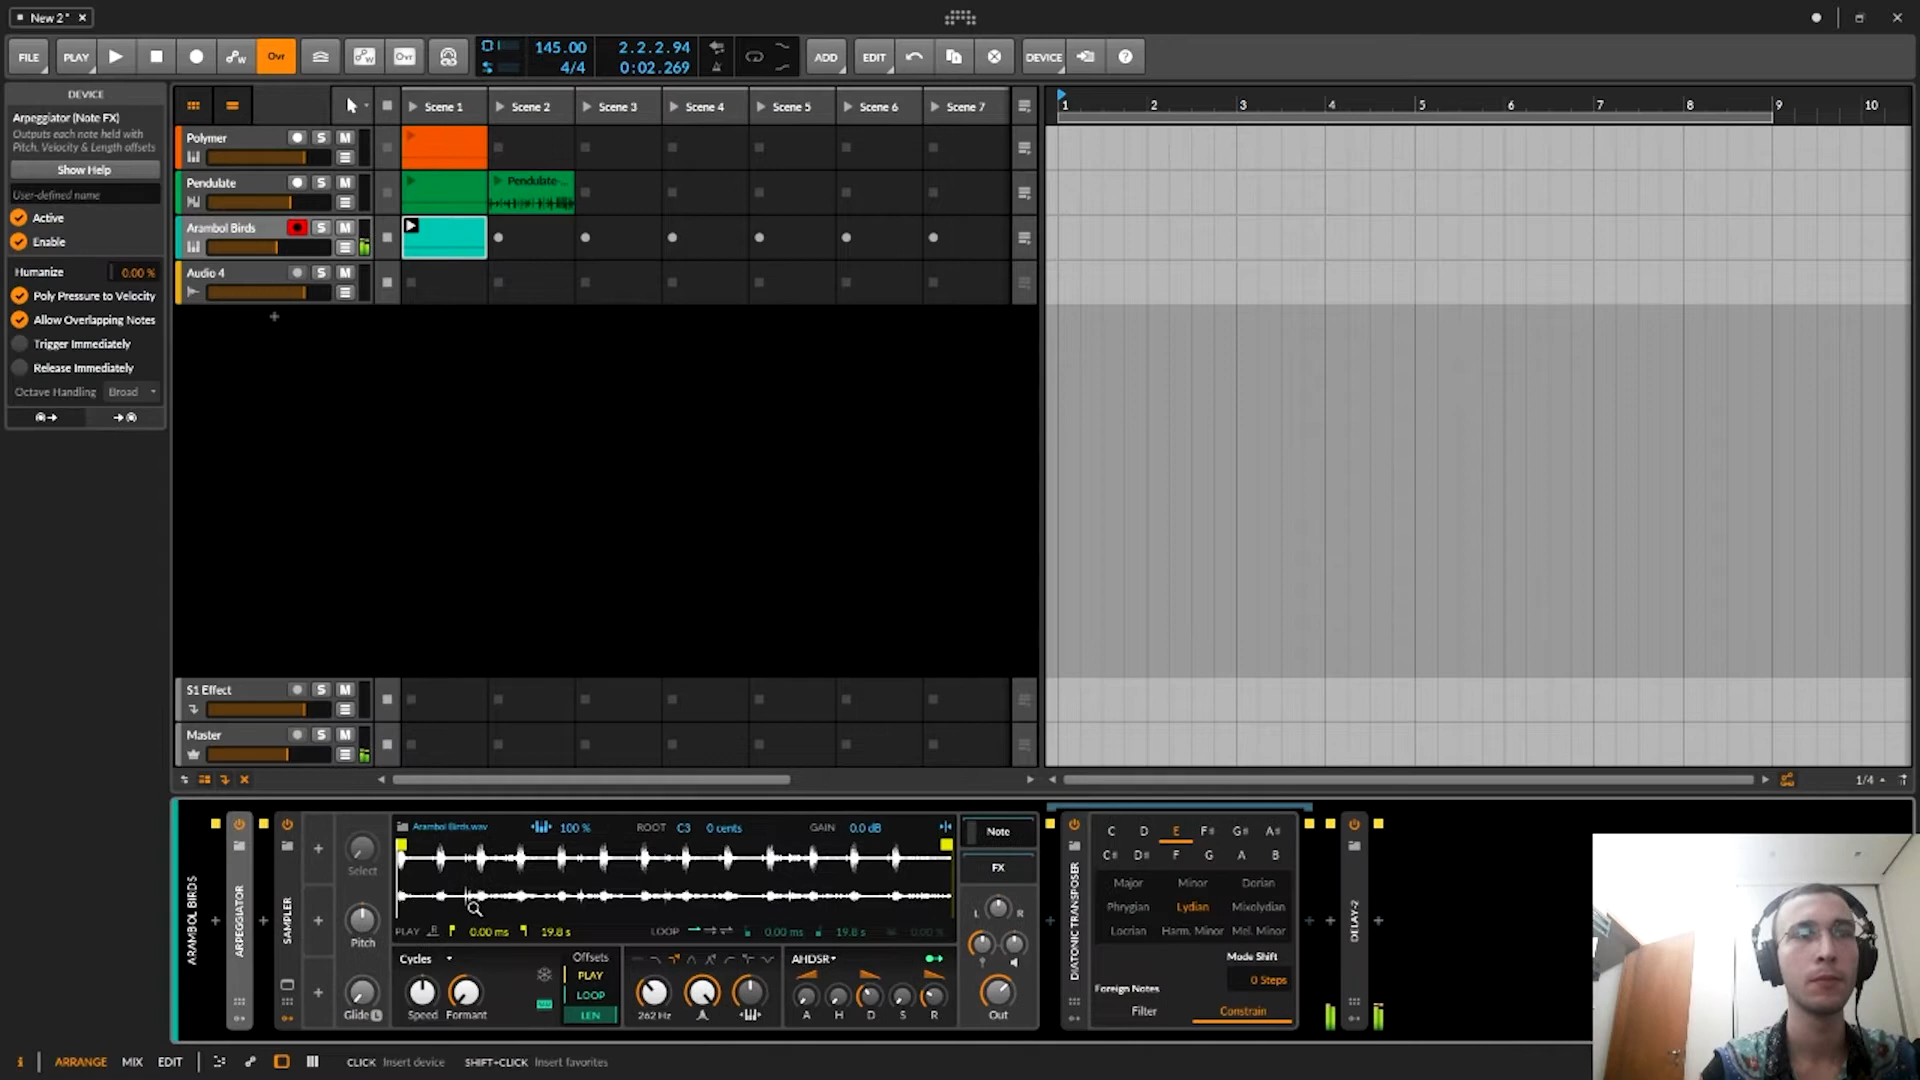 New 2*
FILE
PLAY
Ovr
Ovr
145.00
4/4
2.2.2.94
0:02.269
ADD
EDIT
DEVICE
DEVICE
Arpeggiator (Note FX)
Outputs each note held with
Pitch, Velocity & Length offsets
Show Help
User-defined name
Active
Enable
Humanize 0.00 %
Poly Pressure to Velocity
Allow Overlapping Notes
Trigger Immediately
Release Immediately
Octave Handling Broad
Scene 1 Scene 2 Scene 3 Scene 4 Scene 5 Scene 6 Scene 7
1 2 3 4 5 6 7 8 9 10
Polymer S M
Pendulate S M
Pendulate-...
Arambol Birds S M
Audio 4 S M
S1 Effect S M
Master S M
1/4
ARAMBOL BIRDS
ARPEGGIATOR
SAMPLER
Select
Pitch
Glide L
Arambol Birds.wav 100 % ROOT C3 0 cents GAIN 0.0 dB
PLAY 0.00 ms 19.8 s LOOP 0.00 ms 19.8 s 0.00 %
Cycles
Speed Formant
Offsets
PLAY
LOOP
LEN
262 Hz
AHDSR
A H D S R
Note
FX
L R
Out
DIATONIC TRANSPOSER
C D E F# G# A#
C# D# F G A B
Major Minor Dorian
Phrygian Lydian Mixolydian
Locrian Harm. Minor Mel. Minor
Mode Shift
0 Steps
Foreign Notes
Filter Constrain
DELAY-2
i ARRANGE MIX EDIT CLICK Insert device SHIFT+CLICK Insert favorites